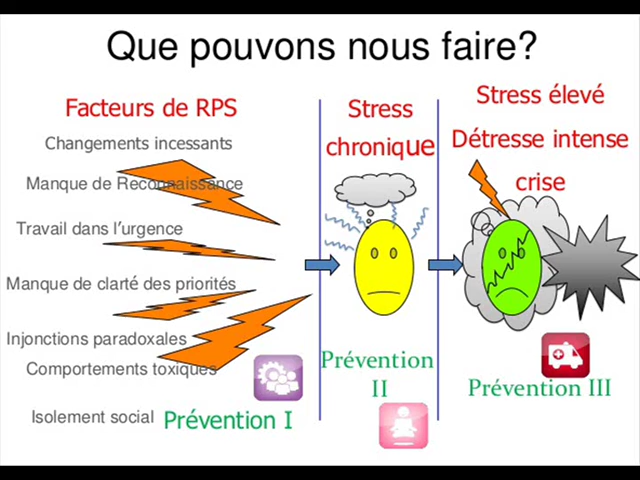 Que pouvons nous faire?
Facteurs de RPS
Changements incessants
Manque de Reconnaissance
Travail dans l'urgence
Manque de clarté des priorités
Injonctions paradoxales
Comportements toxiques
Isolement social
Prévention I
Stress
chronique
Prévention
II
Stress élevé
Détresse intense
crise
Prévention III